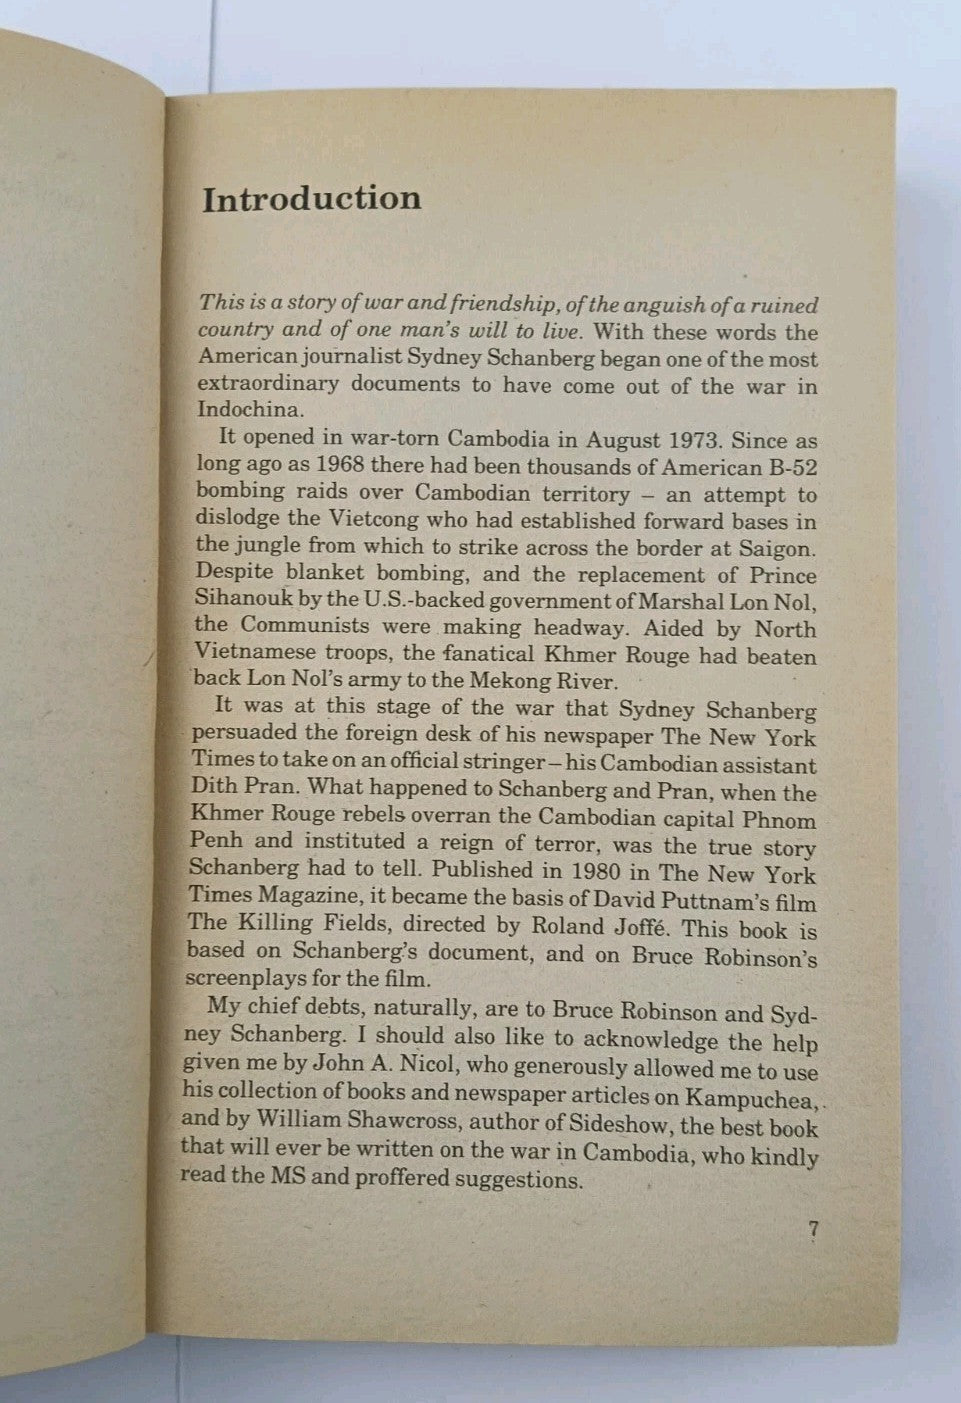 Introduction
This is a story of war and friendship, of the anguish of a ruined
country and of one man's will to live. With these words the
American journalist Sydney Schanberg began one of the most
extraordinary documents to have come out of the war in
Indochina.
It opened in war-torn Cambodia in August 1973. Since as
long ago as 1968 there had been thousands of American B-52
bombing raids over Cambodian territory – an attempt to
dislodge the Vietcong who had established forward bases in
the jungle from which to strike across the border at Saigon.
Despite blanket bombing, and the replacement of Prince
Sihanouk by the U.S.-backed government of Marshal Lon Nol,
the Communists were making headway. Aided by North
Vietnamese troops, the fanatical Khmer Rouge had beaten
back Lon Nol's army to the Mekong River.
It was at this stage of the war that Sydney Schanberg
persuaded the foreign desk of his newspaper The New York
Times to take on an official stringer – his Cambodian assistant
Dith Pran. What happened to Schanberg and Pran, when the
Khmer Rouge rebels overran the Cambodian capital Phnom
Penh and instituted a reign of terror, was the true story
Schanberg had to tell. Published in 1980 in The New York
Times Magazine, it became the basis of David Puttnam's film
The Killing Fields, directed by Roland Joffé. This book is
based on Schanberg's document, and on Bruce Robinson's
screenplays for the film.
My chief debts, naturally, are to Bruce Robinson and Syd-
ney Schanberg. I should also like to acknowledge the help
given me by John A. Nicol, who generously allowed me to use
his collection of books and newspaper articles on Kampuchea,
and by William Shawcross, author of Sideshow, the best book
that will ever be written on the war in Cambodia, who kindly
read the MS and proffered suggestions.
7